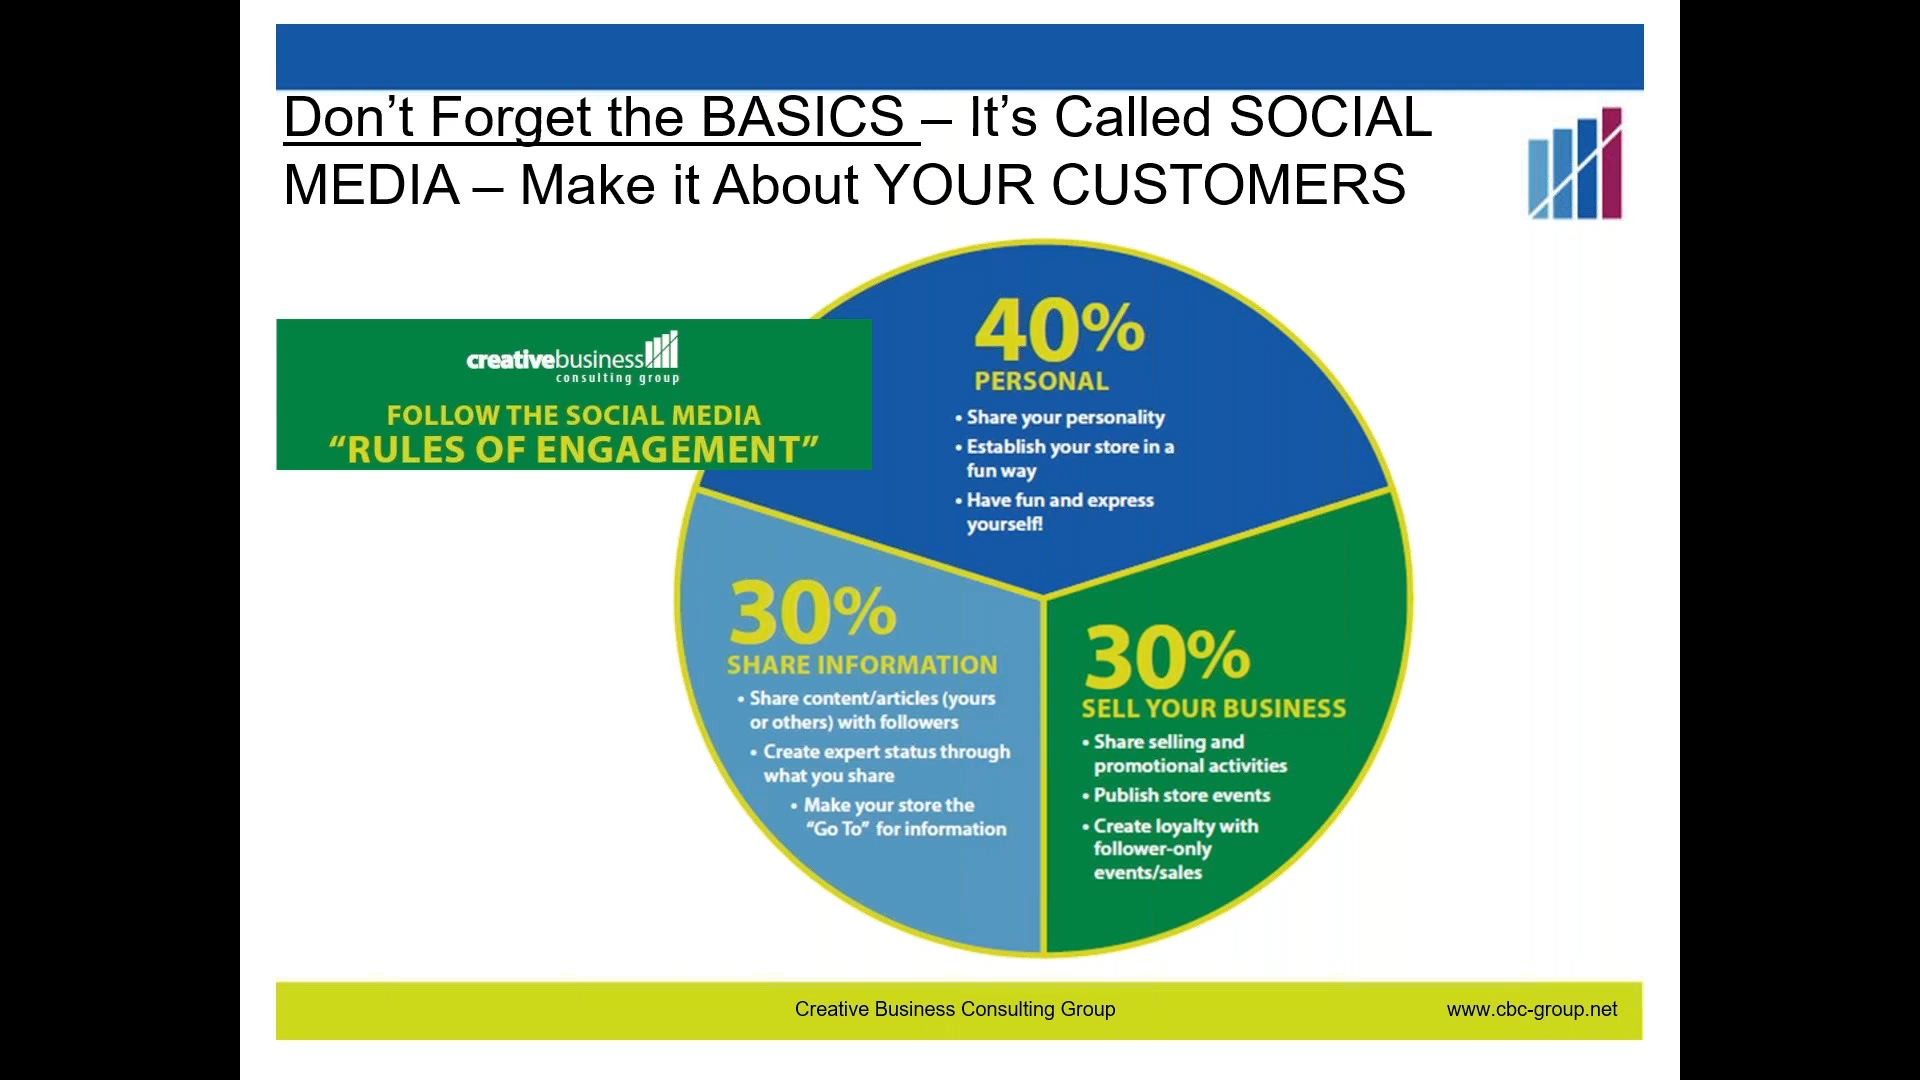 Don’t Forget the BASICS – It’s Called SOCIAL
MEDIA – Make it About YOUR CUSTOMERS
creativebusiness
consulting group
FOLLOW THE SOCIAL MEDIA
“RULES OF ENGAGEMENT”
40%
PERSONAL
• Share your personality
• Establish your store in a
fun way
• Have fun and express
yourself!
30%
SHARE INFORMATION
• Share content/articles (yours
or others) with followers
• Create expert status through
what you share
• Make your store the
“Go To” for information
30%
SELL YOUR BUSINESS
• Share selling and
promotional activities
• Publish store events
• Create loyalty with
follower-only
events/sales
Creative Business Consulting Group
www.cbc-group.net